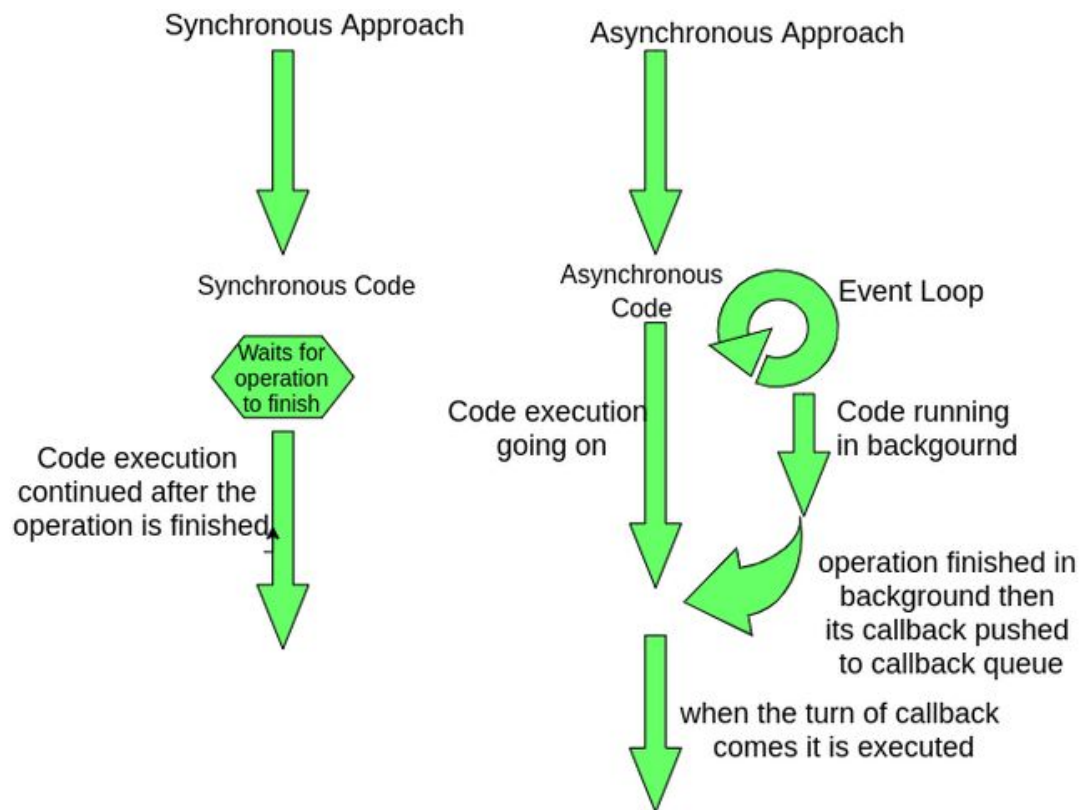 Synchronous Approach
Synchronous Code
Waits for
operation
to finish
Code execution
continued after the
operation is finished
Asynchronous Approach
Asynchronous
Code
Event Loop
Code execution
going on
Code running
in backgournd
operation finished in
background then
its callback pushed
to callback queue
when the turn of callback
comes it is executed